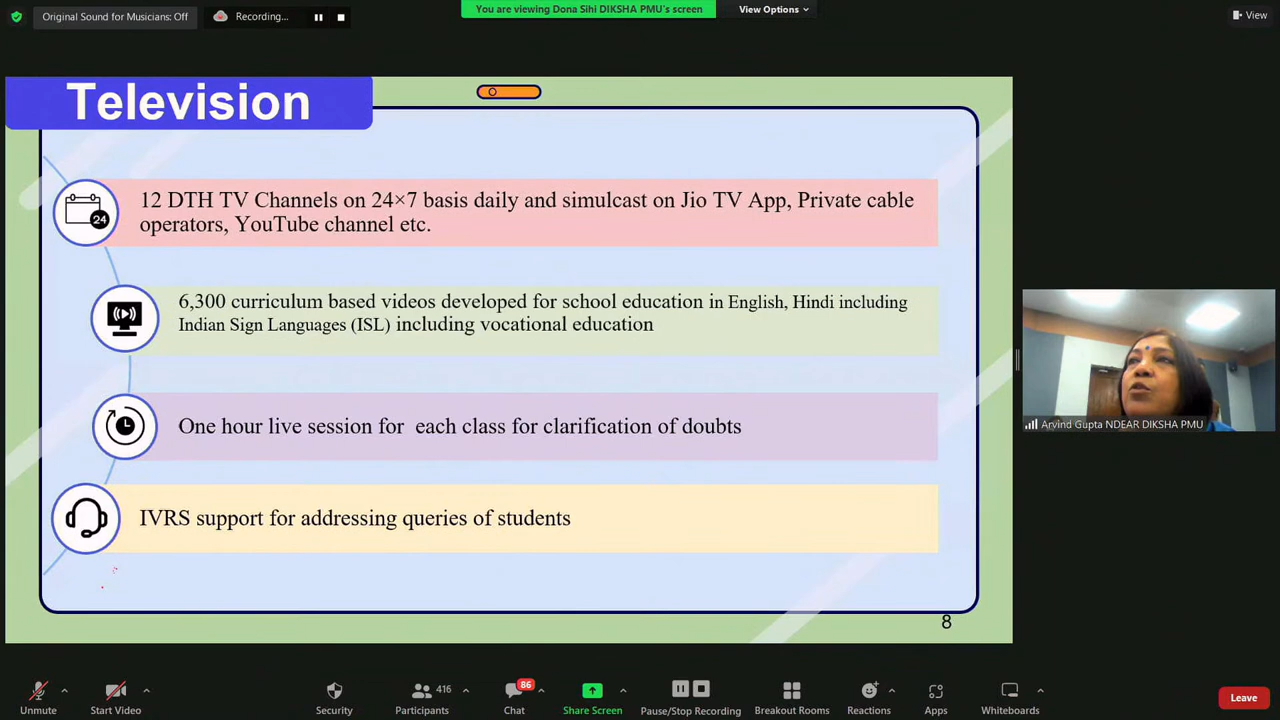 Original Sound for Musicians: Off
Recording...
You are viewing Dona Sihi DIKSHA PMU's screen
View Options
View
Television
24
12 DTH TV Channels on 24×7 basis daily and simulcast on Jio TV App, Private cable
operators, YouTube channel etc.
6,300 curriculum based videos developed for school education in English, Hindi including
Indian Sign Languages (ISL) including vocational education
One hour live session for each class for clarification of doubts
IVRS support for addressing queries of students
8
Arvind Gupta NDEAR DIKSHA PMU
416
86
Unmute
Start Video
Security
Participants
Chat
Share Screen
Pause/Stop Recording
Breakout Rooms
Reactions
Apps
Whiteboards
Leave